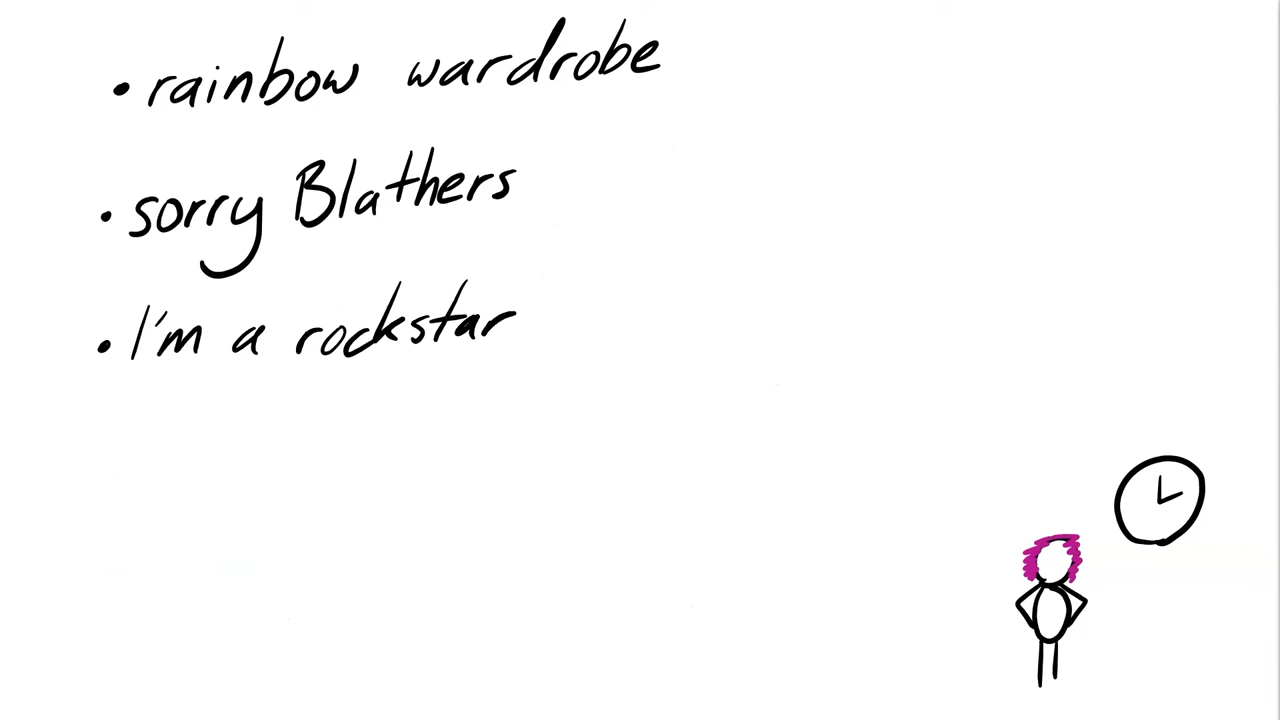 • rainbow wardrobe
• sorry Blathers
• I'm a rockstar